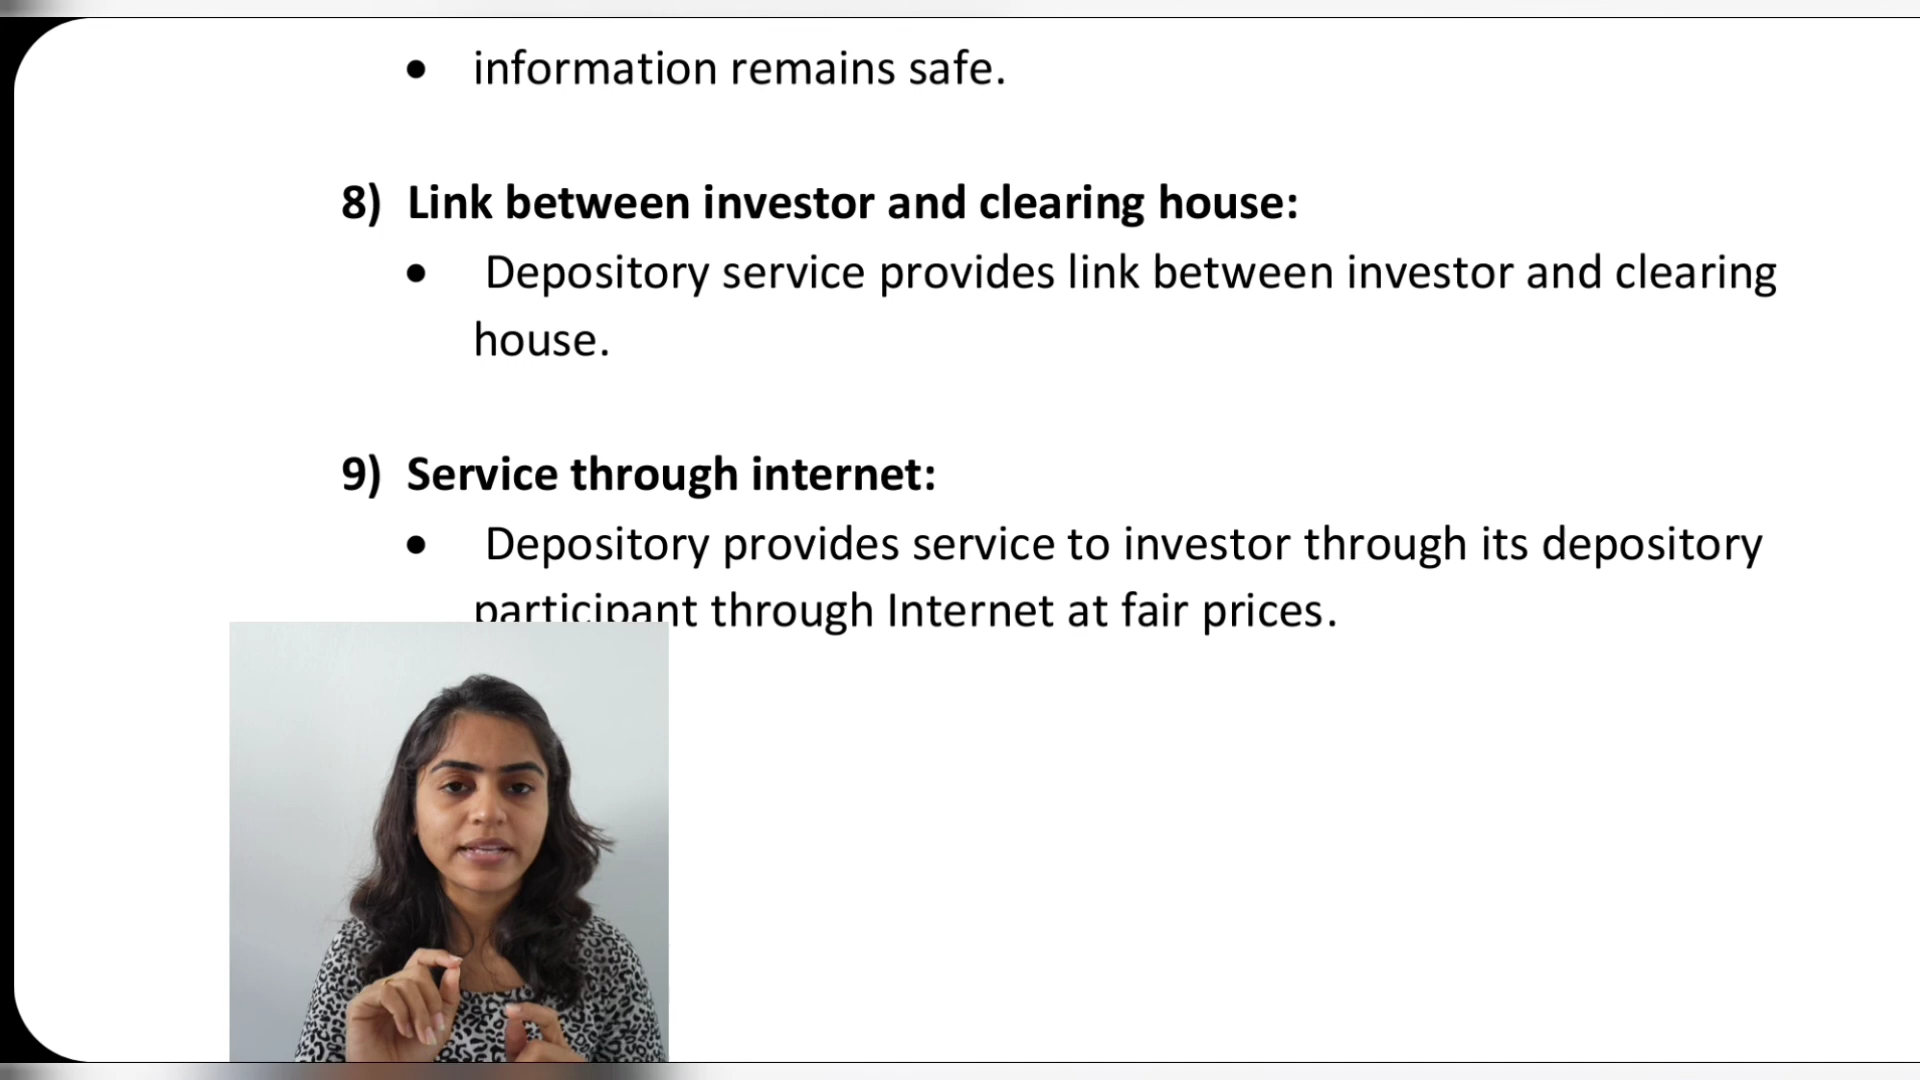 • information remains safe.
8) Link between investor and clearing house:
• Depository service provides link between investor and clearing
house.
9) Service through internet:
• Depository provides service to investor through its depository
participant through Internet at fair prices.